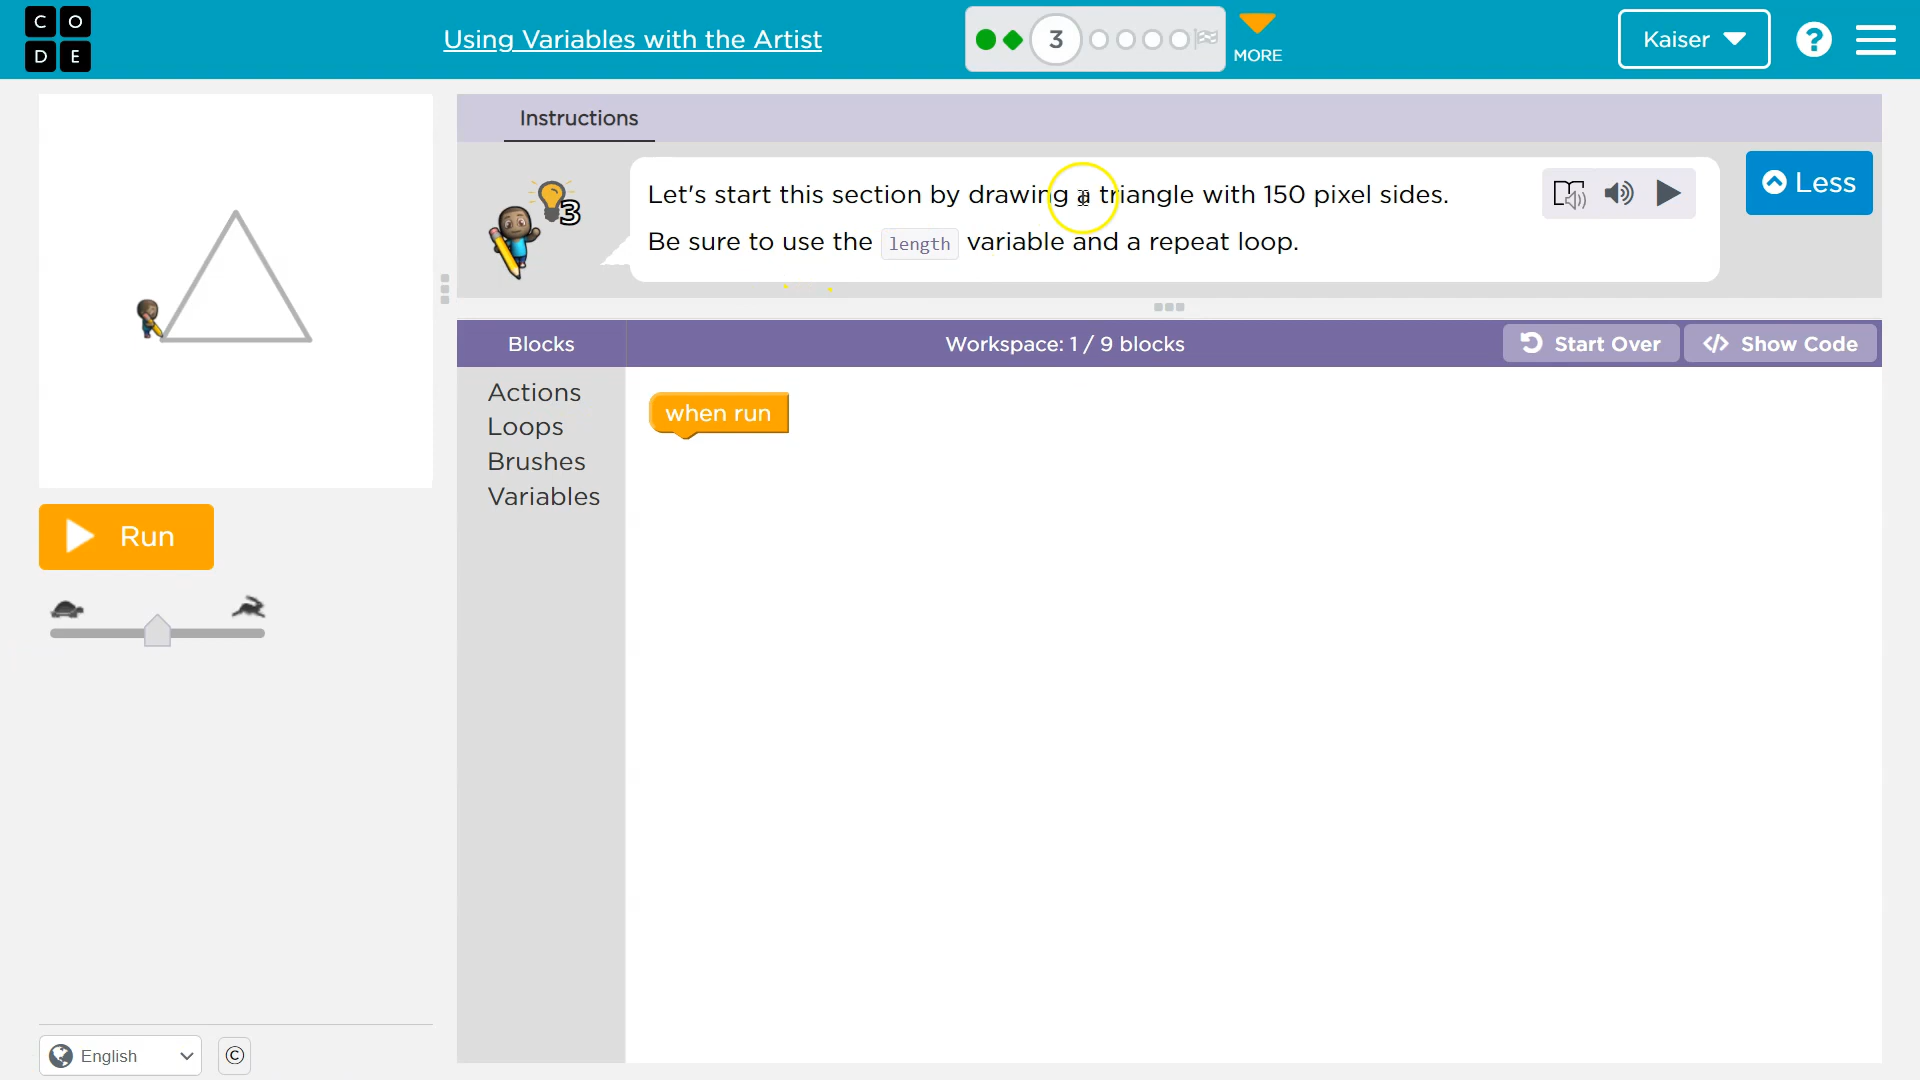 C O
D E
Using Variables with the Artist
3
MORE
Kaiser
?
Instructions
3
Let's start this section by drawing a triangle with 150 pixel sides.
Be sure to use the length variable and a repeat loop.
Less
Blocks
Workspace: 1 / 9 blocks
Start Over
</> Show Code
Actions
Loops
Brushes
Variables
when run
Run
English
©